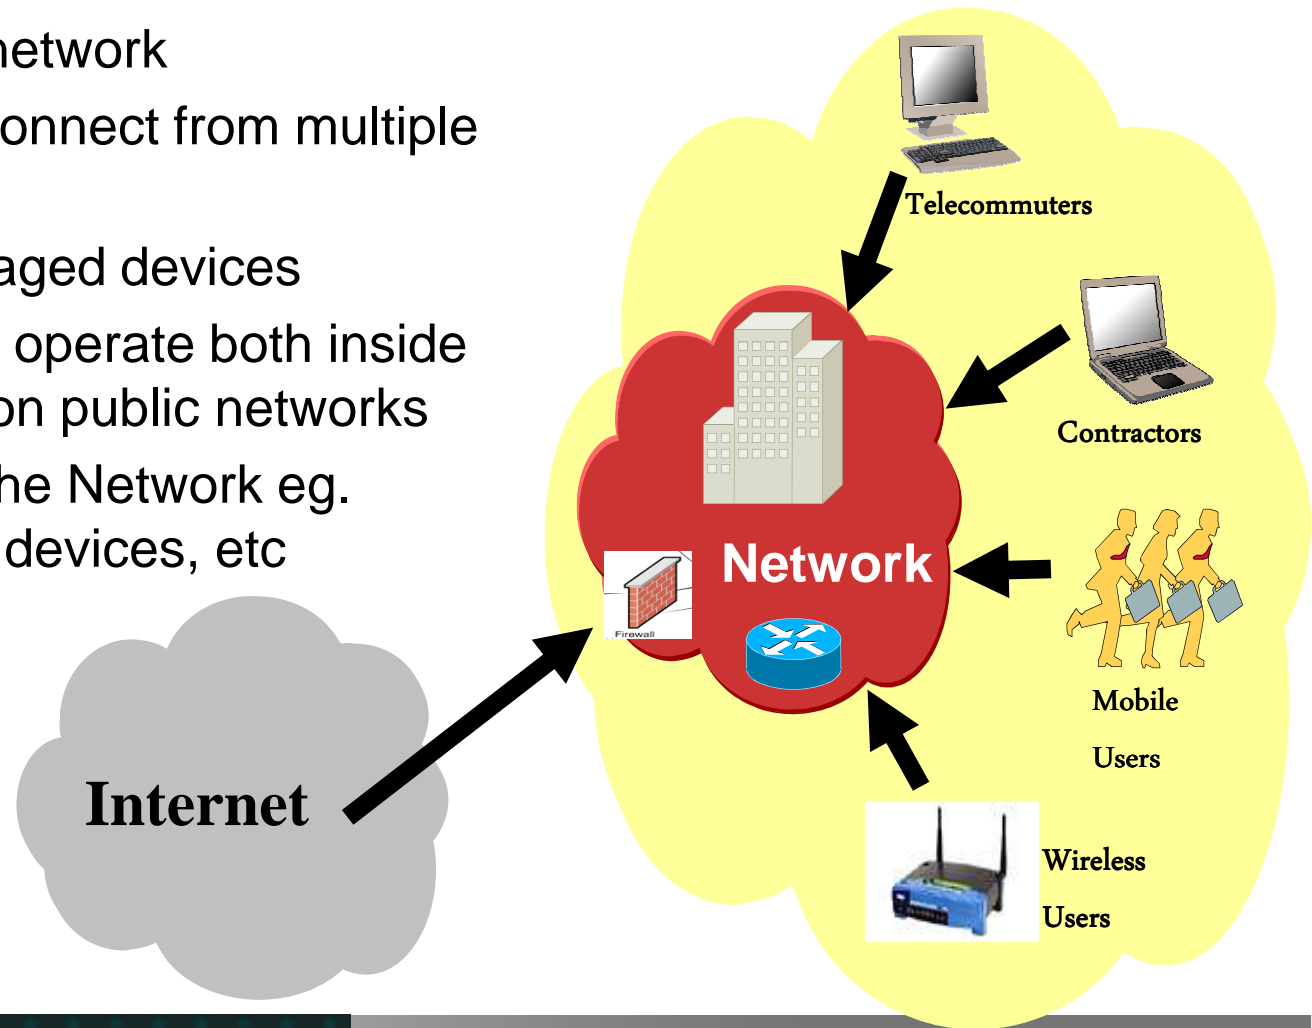 network
onnect from multiple
aged devices
operate both inside
on public networks
he Network eg.
devices, etc
Telecommuters
Contractors
Network
Firewall
Mobile
Users
Internet
Wireless
Users